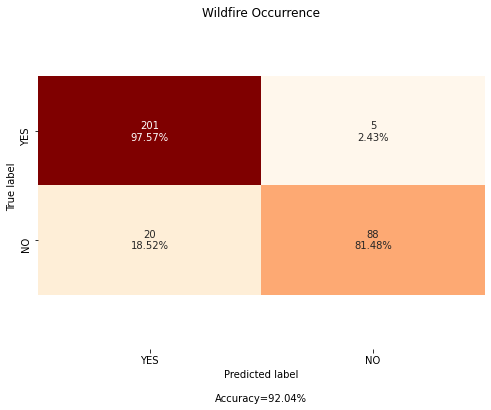 Wildfire Occurrence
True label
YES
201
97.57%
5
2.43%
NO
20
18.52%
88
81.48%
YES
NO
Predicted label
Accuracy=92.04%